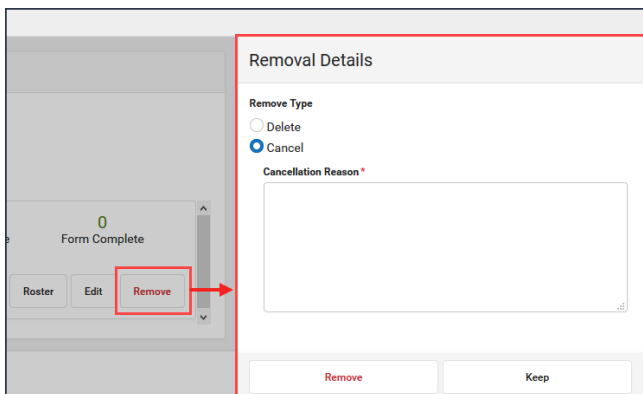 Removal Details
Remove Type
Delete
Cancel
Cancellation Reason *
0
Form Complete
Roster
Edit
Remove
Remove
Keep